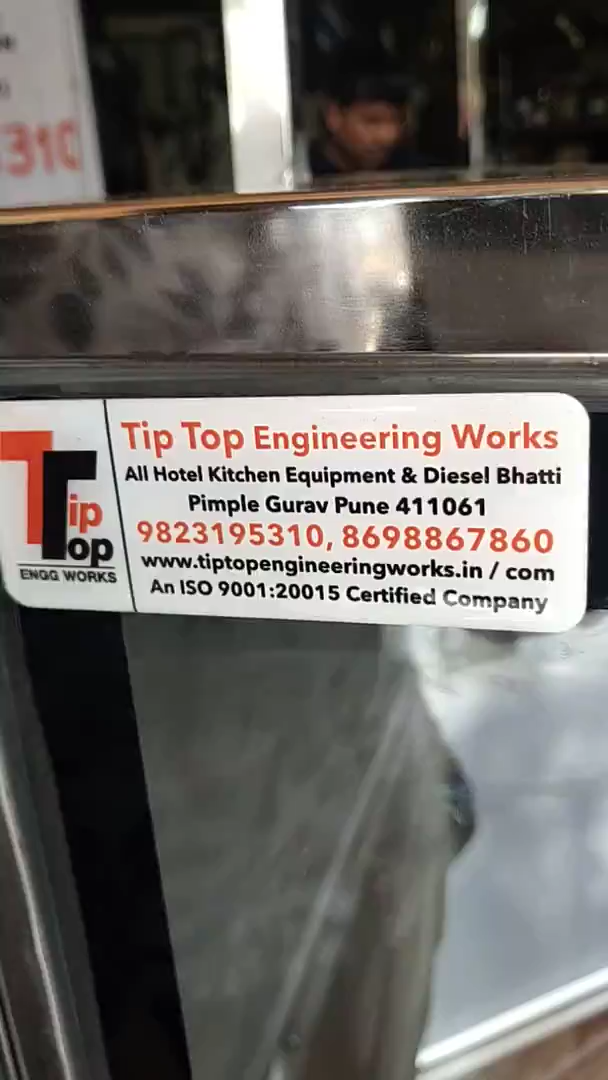 310
Tip Top
ENGG WORKS
Tip Top Engineering Works
All Hotel Kitchen Equipment & Diesel Bhatti
Pimple Gurav Pune 411061
9823195310, 8698867860
www.tiptopengineeringworks.in / com
An ISO 9001:20015 Certified Company